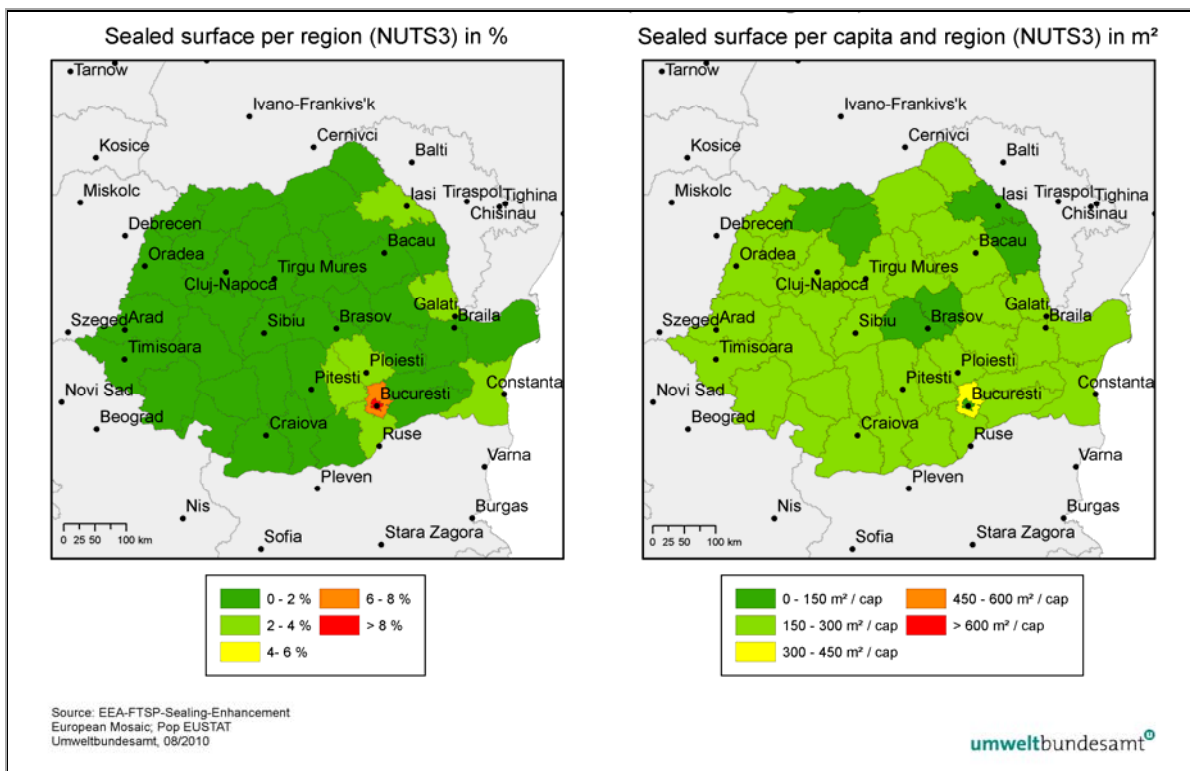 Sealed surface per region (NUTS3) in %
Tarnow
Ivano-Frankivs'k
Cernivci
Kosice
Balti
Miskolc
Iasi
Tiraspol
Tighina
Chisinau
Debrecen
Bacau
Oradea
Tirgu Mures
Cluj-Napoca
Galati
Braila
Szeged
Arad
Sibiu
Brasov
Timisoara
Ploiesti
Pitesti
Constanta
Novi Sad
Bucuresti
Beograd
Craiova
Ruse
Varna
Pleven
Nis
Burgas
Sofia
Stara Zagora
0 25 50 100 km
0 - 2 %
6 - 8 %
2 - 4 %
> 8 %
4- 6 %
Sealed surface per capita and region (NUTS3) in m²
Tarnow
Ivano-Frankivs'k
Cernivci
Kosice
Balti
Miskolc
Iasi
Tiraspol
Tighina
Chisinau
Debrecen
Bacau
Oradea
Tirgu Mures
Cluj-Napoca
Galati
Braila
Szeged
Arad
Sibiu
Brasov
Timisoara
Ploiesti
Pitesti
Constanta
Novi Sad
Bucuresti
Beograd
Craiova
Ruse
Varna
Pleven
Nis
Burgas
Sofia
Stara Zagora
0 25 50 100 km
0 - 150 m² / cap
450 - 600 m² / cap
150 - 300 m² / cap
> 600 m² / cap
300 - 450 m² / cap
Source: EEA-FTSP-Sealing-Enhancement
European Mosaic; Pop EUSTAT
Umweltbundesamt, 08/2010
umweltbundesamt